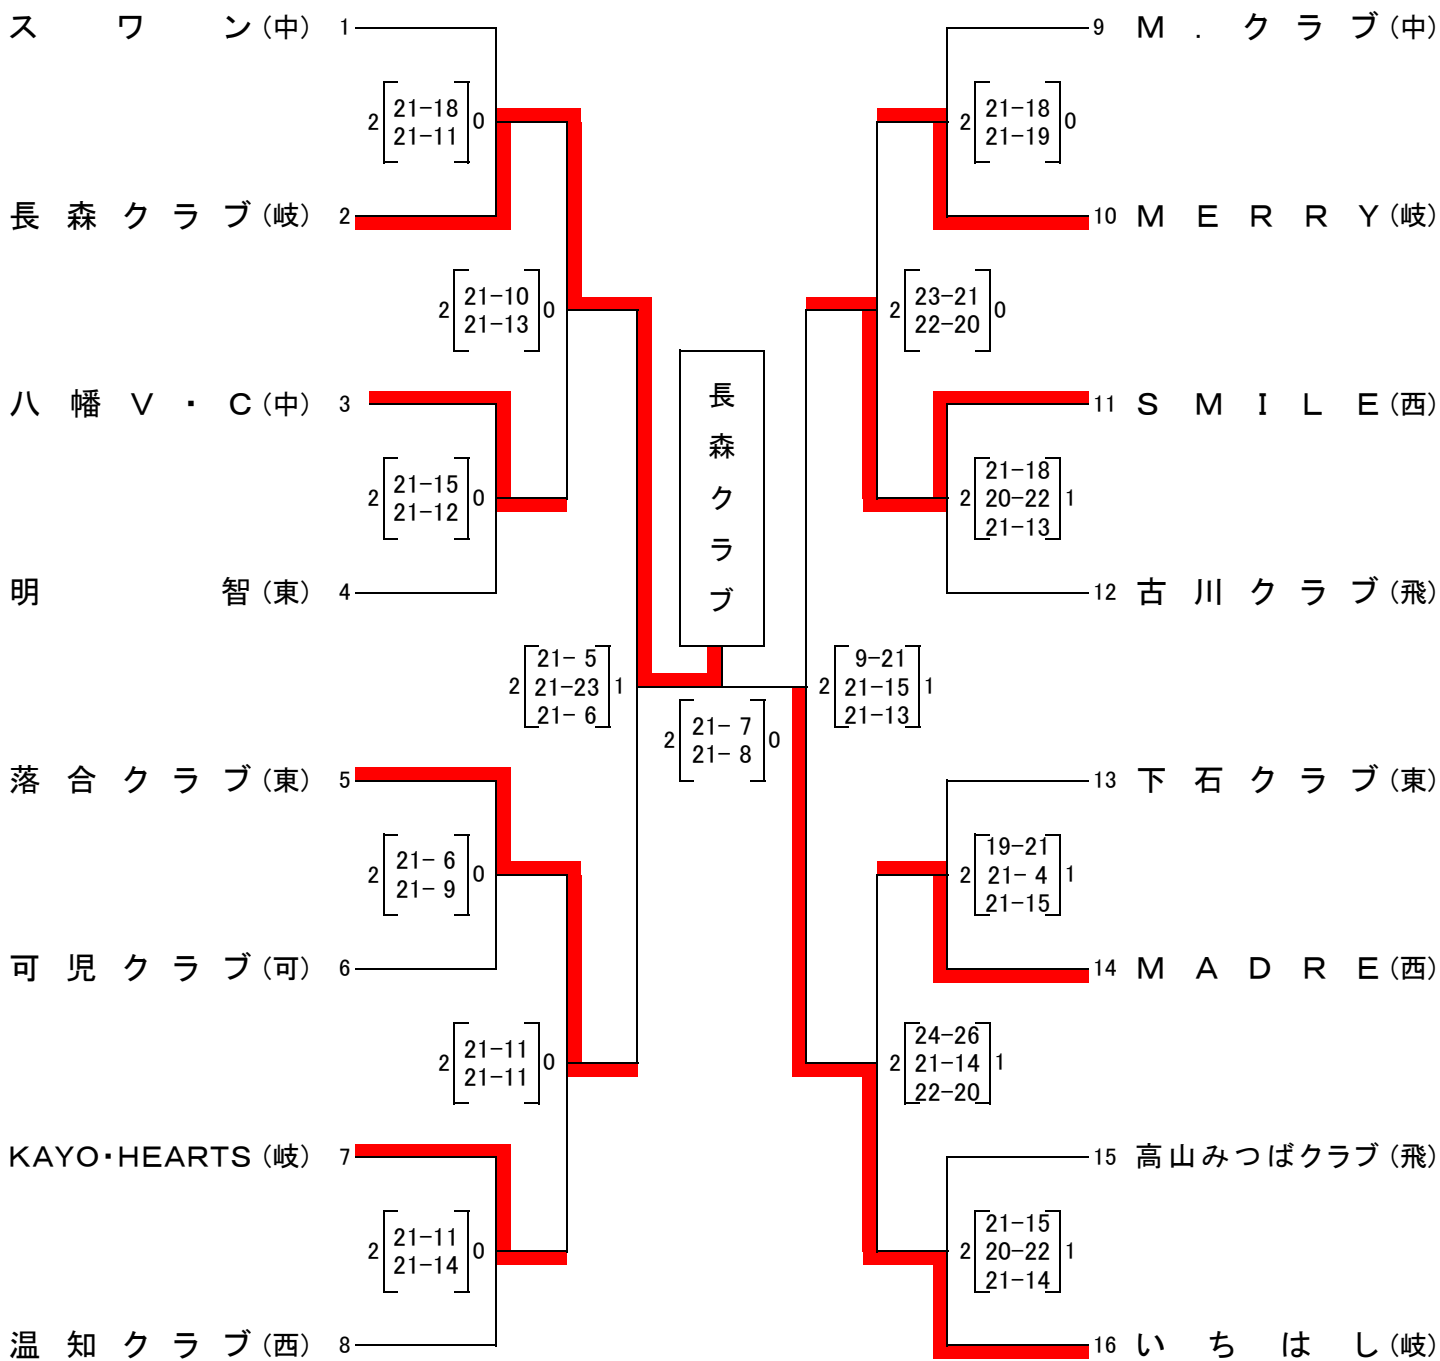 スワン(中) 1
2 21-18 0
21-11
長森クラブ(岐) 2
2 21-10 0
21-13
八幡V・C(中) 3
2 21-15 0
21-12
明智(東) 4
2 21- 5 1
21-23
21- 6
落合クラブ(東) 5
2 21- 6 0
21- 9
可児クラブ(可) 6
2 21-11 0
21-11
KAYO・HEARTS(岐) 7
2 21-11 0
21-14
温知クラブ(西) 8
長森クラブ
2 21- 7 0
21- 8
9 M.クラブ(中)
2 21-18 0
21-19
10 MERRY(岐)
2 23-21 0
22-20
11 SMILE(西)
2 21-18 1
20-22
21-13
12 古川クラブ(飛)
2 9-21 1
21-15
21-13
13 下石クラブ(東)
2 19-21 1
21- 4
21-15
14 MADRE(西)
2 24-26 1
21-14
22-20
15 高山みつばクラブ(飛)
2 21-15 1
20-22
21-14
16 いちはし(岐)